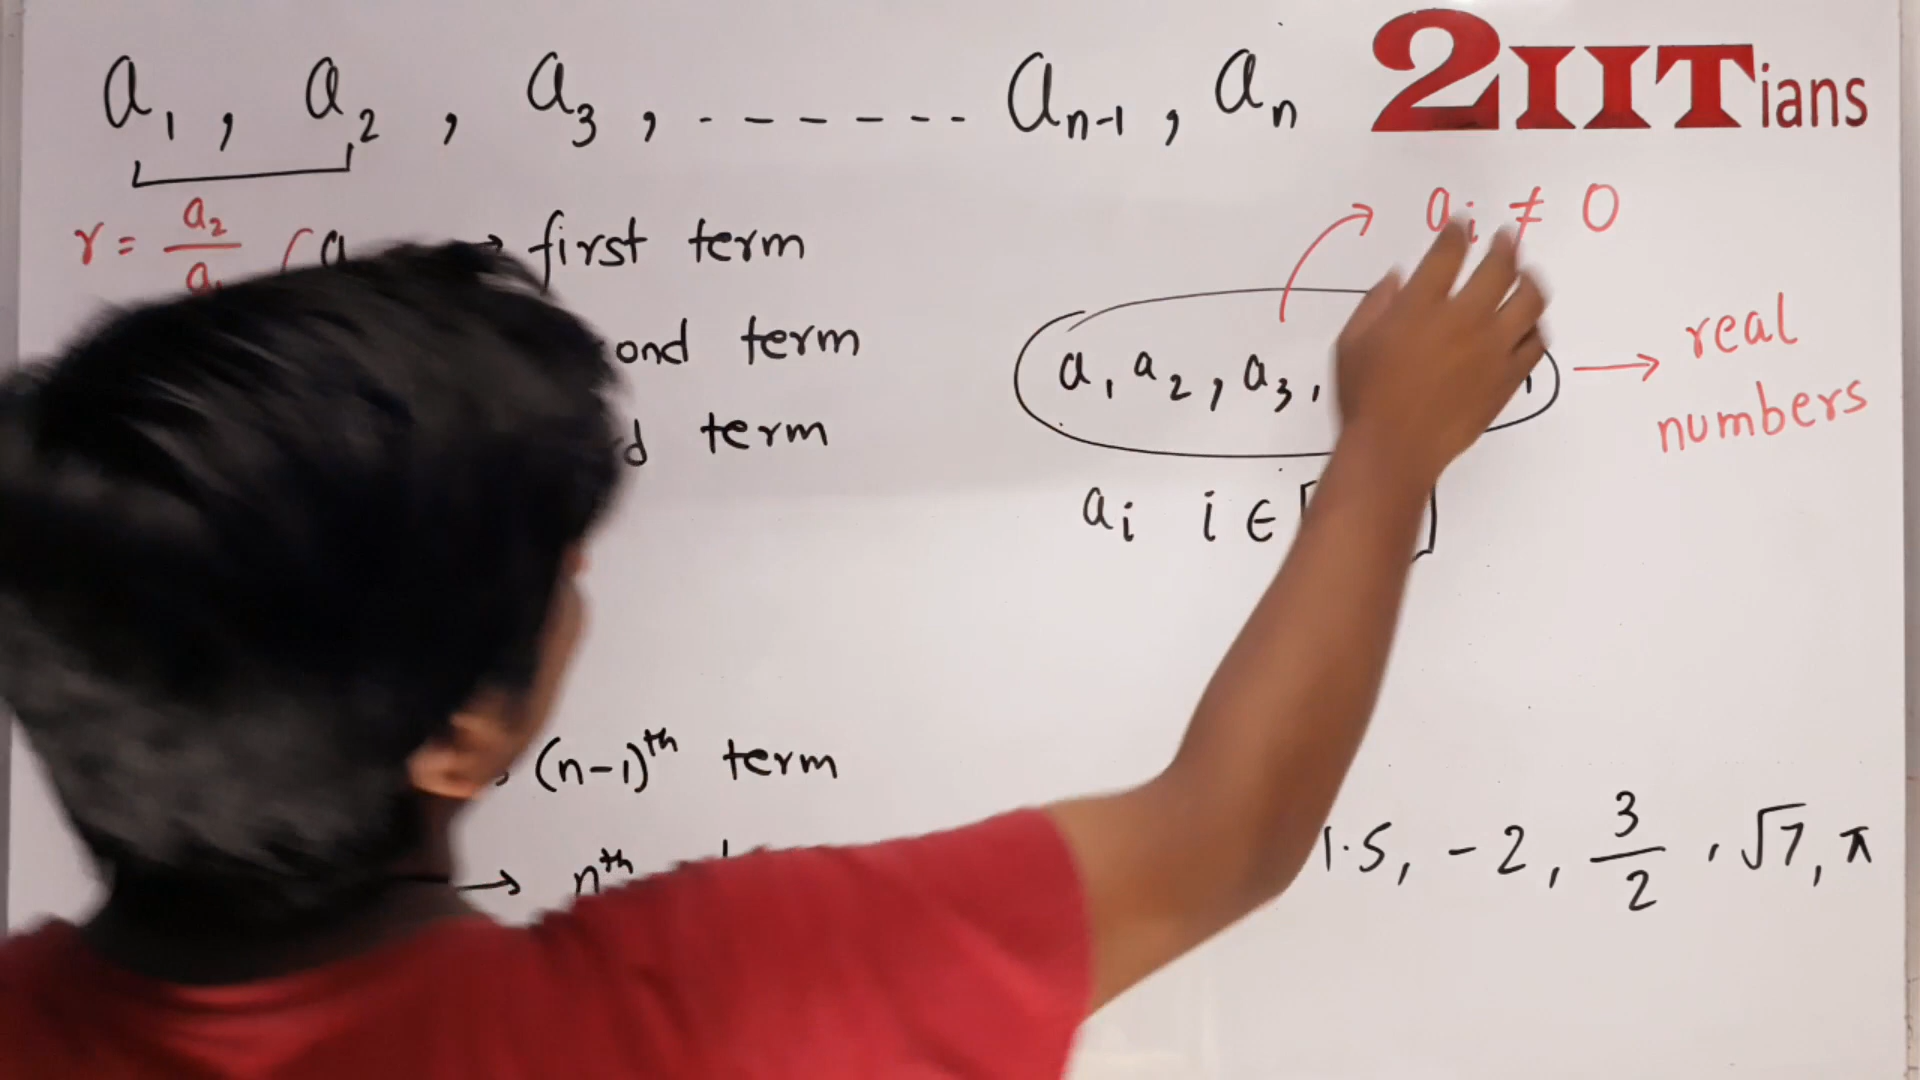 a₁, a₂, a₃, ------- aₙ₋₁, aₙ
2IITians
r = a₂/a₁
→ first term
aᵢ ≠ 0
term
real
numbers
a₁ a₂, a₃,
term
aᵢ i ∈ [ ]
(n-1)ᵗʰ term
1.5, -2, 3/2, √7, π
→ nᵗʰ